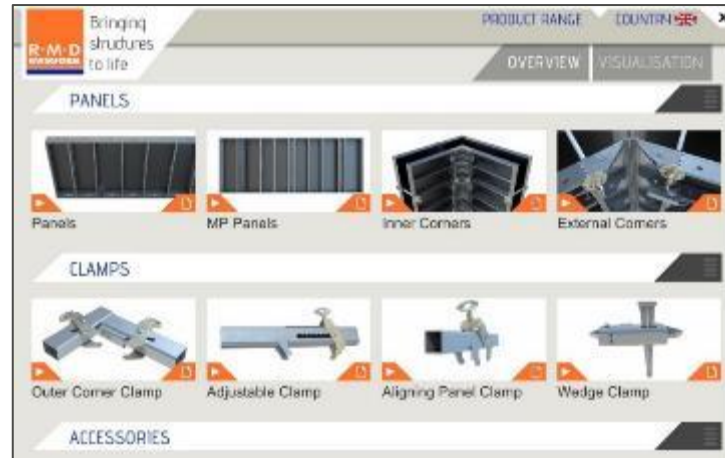 Bringing
structures
to life
R·M·D
KWIKFORM
PRODUCT RANGE
COUNTRY
OVERVIEW
VISUALISATION
PANELS
Panels
MP Panels
Inner Corners
External Corners
CLAMPS
Outer Corner Clamp
Adjustable Clamp
Aligning Panel Clamp
Wedge Clamp
ACCESSORIES